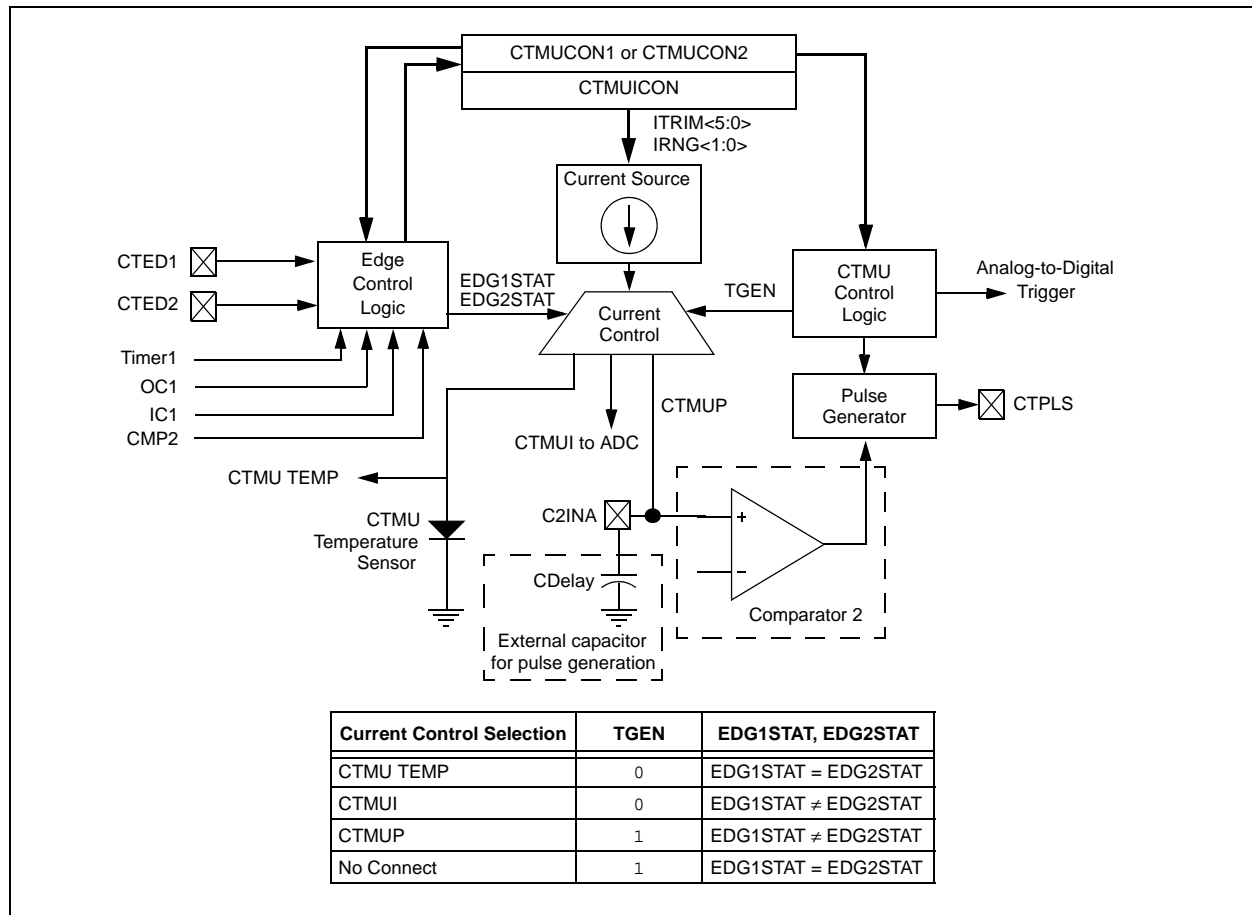 CTMUCON1 or CTMUCON2
CTMUICON
ITRIM<5:0>
IRNG<1:0>
Current Source
CTED1
CTED2
Edge
Control
Logic
EDG1STAT
EDG2STAT
Current
Control
TGEN
CTMU
Control
Logic
Analog-to-Digital
Trigger
Timer1
OC1
IC1
CMP2
Pulse
Generator
CTPLS
CTMUP
CTMUI to ADC
CTMU TEMP
C2INA
+
–
CTMU
Temperature
Sensor
CDelay
Comparator 2
External capacitor
for pulse generation
Current Control Selection TGEN EDG1STAT, EDG2STAT
CTMU TEMP 0 EDG1STAT = EDG2STAT
CTMUI 0 EDG1STAT ≠ EDG2STAT
CTMUP 1 EDG1STAT ≠ EDG2STAT
No Connect 1 EDG1STAT = EDG2STAT